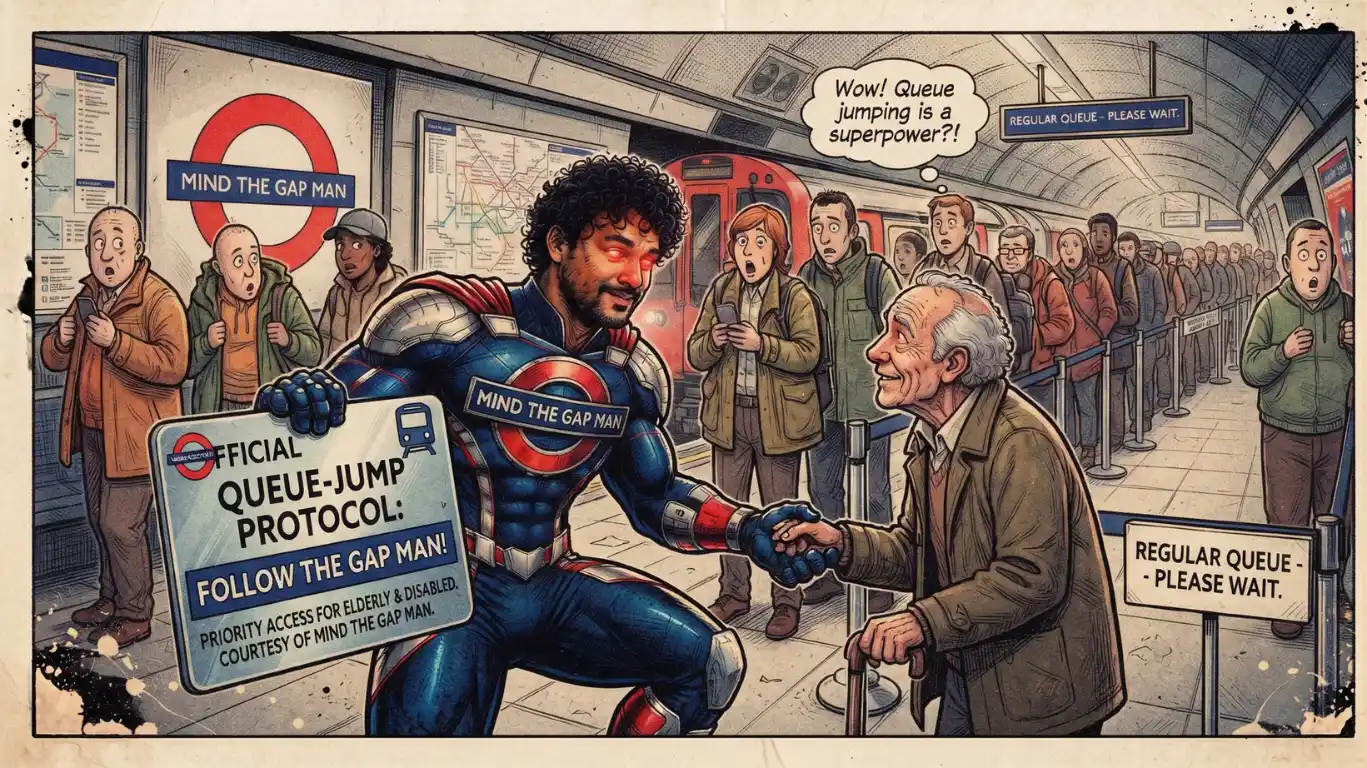 MIND THE GAP MAN
Wow! Queue
jumping is a
superpower?!
REGULAR QUEUE - PLEASE WAIT.
MIND THE GAP MAN
FFICIAL
QUEUE-JUMP
PROTOCOL:
FOLLOW THE GAP MAN!
PRIORITY ACCESS FOR ELERLY & DISABLED.
COURTESY OF MIND THE GAP MAN.
REGULAR QUEUE -
- PLEASE WAIT.